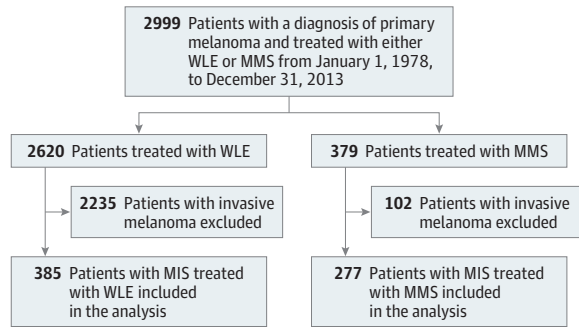 2999 Patients with a diagnosis of primary
melanoma and treated with either
WLE or MMS from January 1, 1978,
to December 31, 2013
2620 Patients treated with WLE
379 Patients treated with MMS
2235 Patients with invasive
melanoma excluded
102 Patients with invasive
melanoma excluded
385 Patients with MIS treated
with WLE included
in the analysis
277 Patients with MIS treated
with MMS included
in the analysis